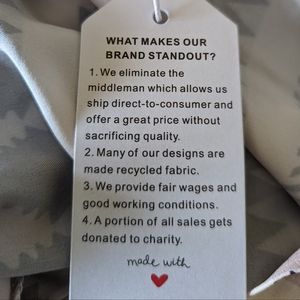 WHAT MAKES OUR
BRAND STANDOUT?
1. We eliminate the
middleman which allows us
ship direct-to-consumer and
offer a great price without
sacrificing quality.
2. Many of our designs are
made recycled fabric.
3. We provide fair wages and
good working conditions.
4. A portion of all sales gets
donated to charity.
made with